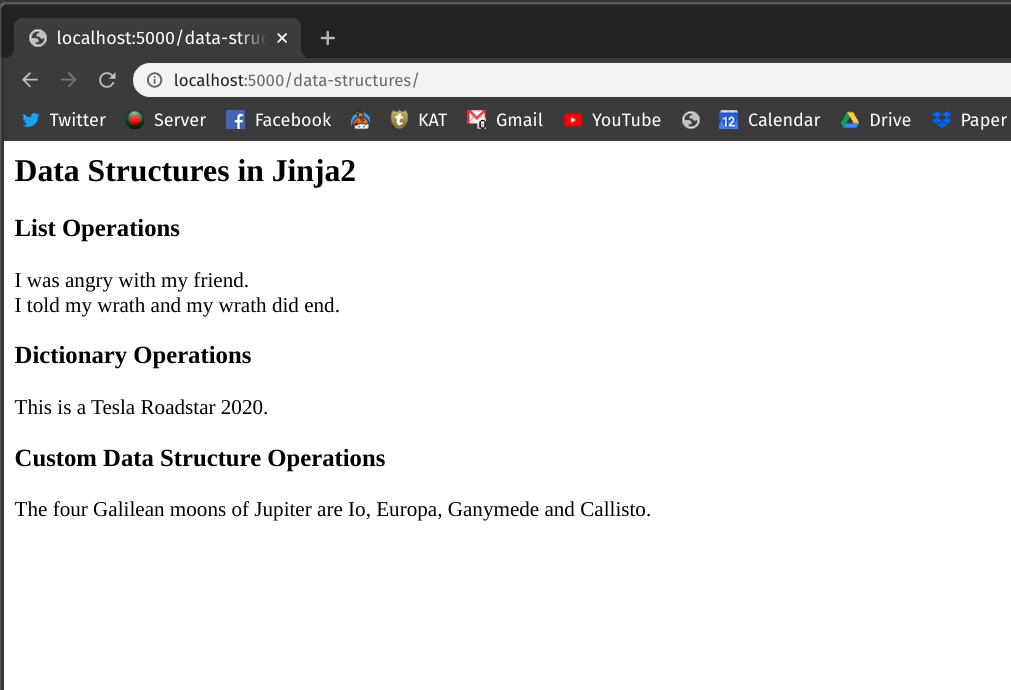 localhost:5000/data-struc
localhost:5000/data-structures/
Twitter Server Facebook KAT Gmail YouTube 12 Calendar Drive Paper
Data Structures in Jinja2
List Operations
I was angry with my friend.
I told my wrath and my wrath did end.
Dictionary Operations
This is a Tesla Roadstar 2020.
Custom Data Structure Operations
The four Galilean moons of Jupiter are Io, Europa, Ganymede and Callisto.